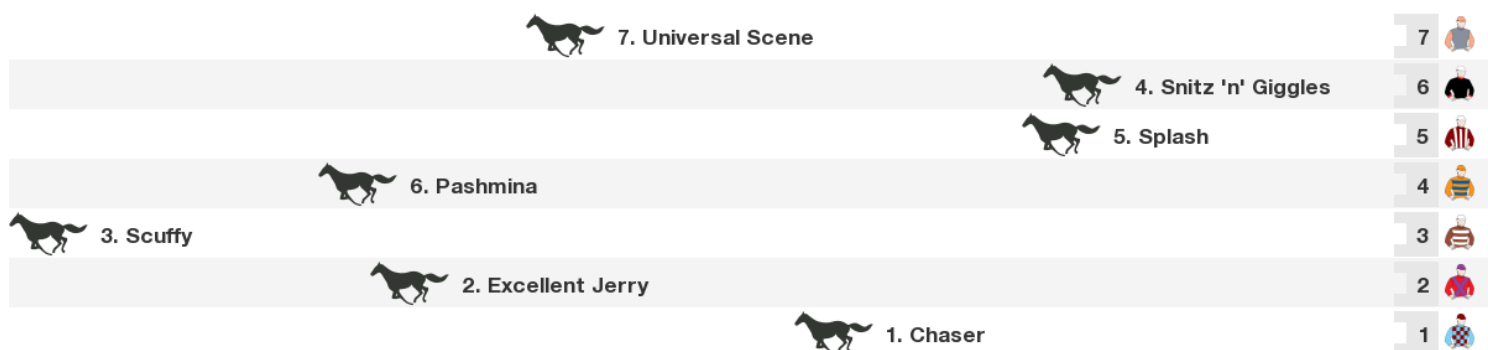 7. Universal Scene 7
4. Snitz 'n' Giggles 6
5. Splash 5
6. Pashmina 4
3. Scuffy 3
2. Excellent Jerry 2
1. Chaser 1